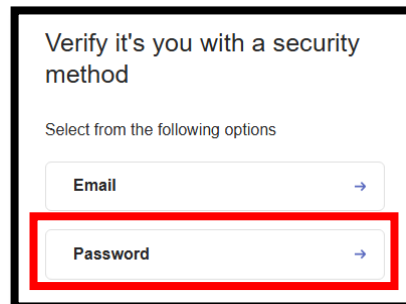 Verify it's you with a security
method
Select from the following options
Email
Password